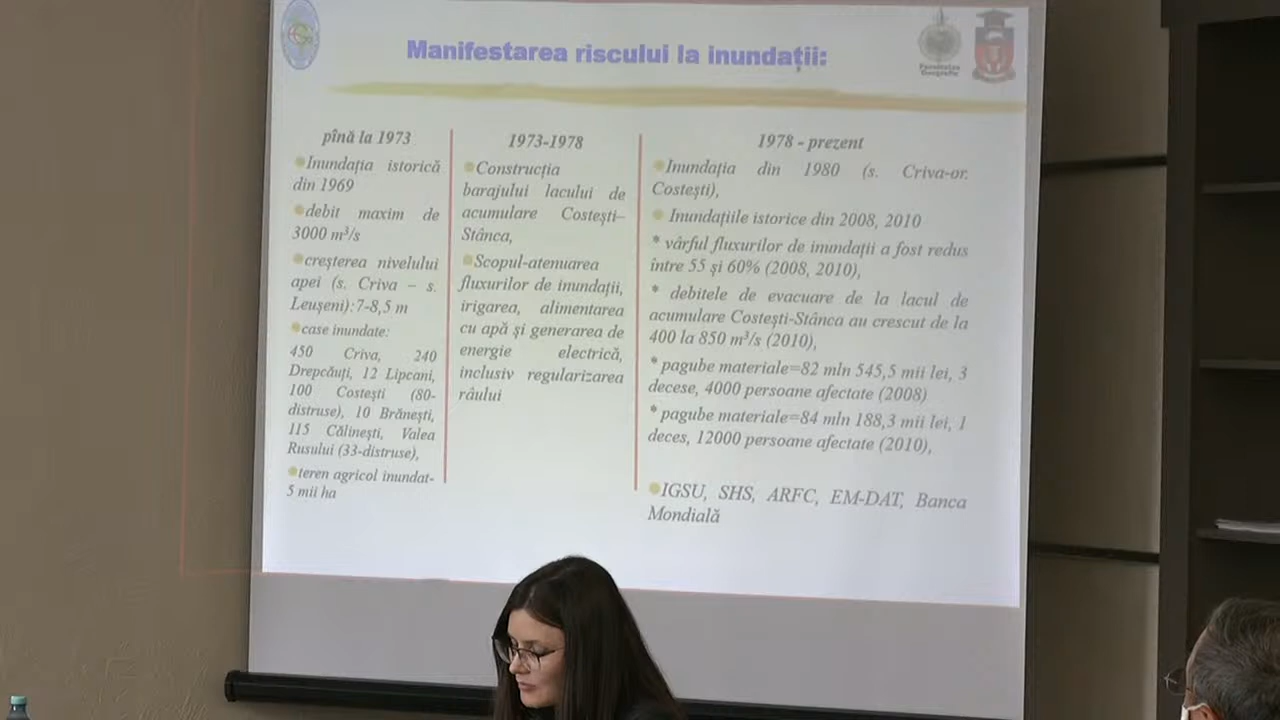 Manifestarea riscului la inundații:
pînă la 1973
Inundația istorică
din 1969
debit maxim de
3000 m³/s
creșterea nivelului
apei (s. Criva – s.
Leușeni):7-8,5 m
case inundate:
450 Criva, 240
Drepcăuți, 12 Lipcani,
100 Costești (80-
distruse), 10 Brănești,
115 Călinești, Valea
Rusului (33-distruse),
teren agricol inundat-
5 mii ha
1973-1978
Construcția
barajului lacului de
acumulare Costești–
Stânca,
Scopul-atenuarea
fluxurilor de inundații,
irigarea, alimentarea
cu apă și generarea de
energie electrică,
inclusiv regularizarea
râului
1978 - prezent
Inundația din 1980 (s. Criva-or.
Costești),
Inundațiile istorice din 2008, 2010
* vârful fluxurilor de inundații a fost redus
între 55 și 60% (2008, 2010),
* debitele de evacuare de la lacul de
acumulare Costești-Stânca au crescut de la
400 la 850 m³/s (2010),
* pagube materiale=82 mln 545,5 mii lei, 3
decese, 4000 persoane afectate (2008)
* pagube materiale=84 mln 188,3 mii lei, 1
deces, 12000 persoane afectate (2010),
IGSU, SHS, ARFC, EM-DAT, Banca
Mondială